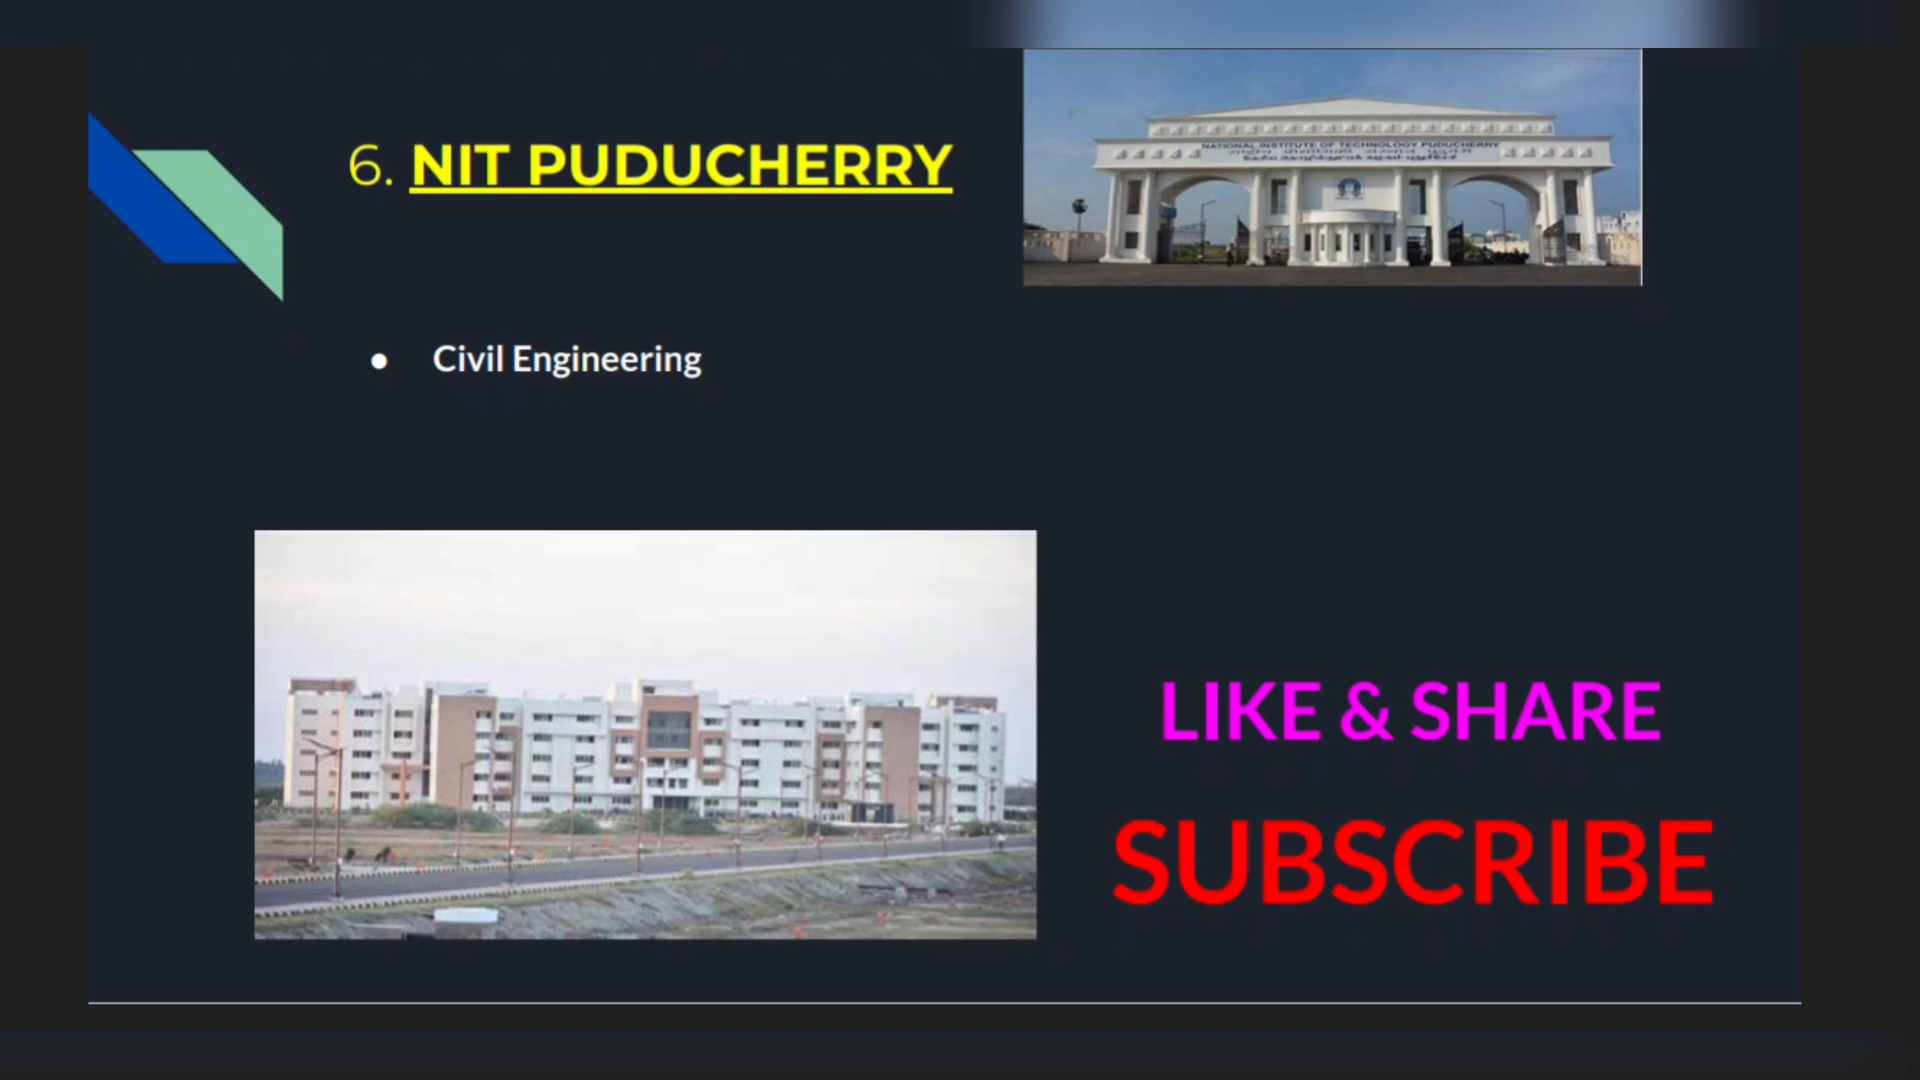 6. NIT PUDUCHERRY
NATIONAL INSTITUTE OF TECHNOLOGY PUDUCHERRY
● Civil Engineering
LIKE & SHARE
SUBSCRIBE